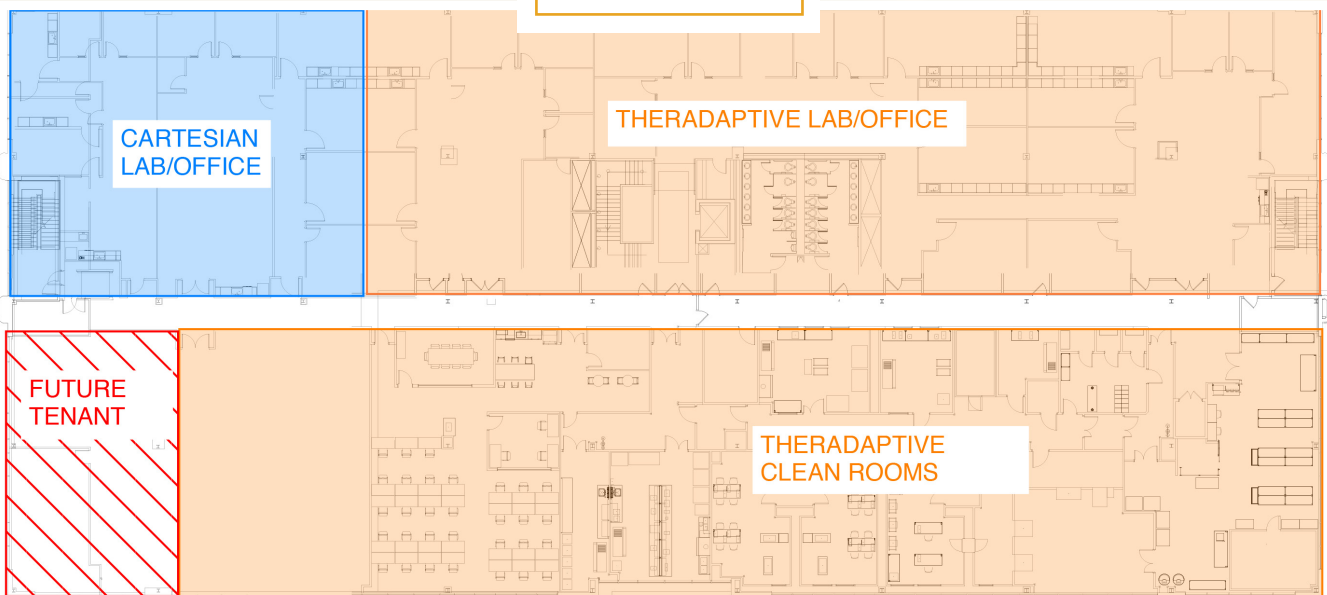 CARTESIAN
LAB/OFFICE
THERADAPTIVE LAB/OFFICE
FUTURE
TENANT
THERADAPTIVE
CLEAN ROOMS